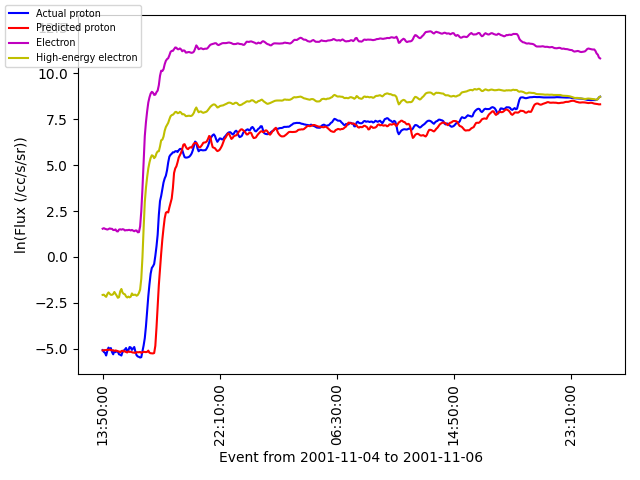 Actual proton
Predicted proton
Electron
High-energy electron
10.0
7.5
5.0
2.5
0.0
−2.5
−5.0
ln(Flux (/cc/s/sr))
13:50:00
22:10:00
06:30:00
14:50:00
23:10:00
Event from 2001-11-04 to 2001-11-06